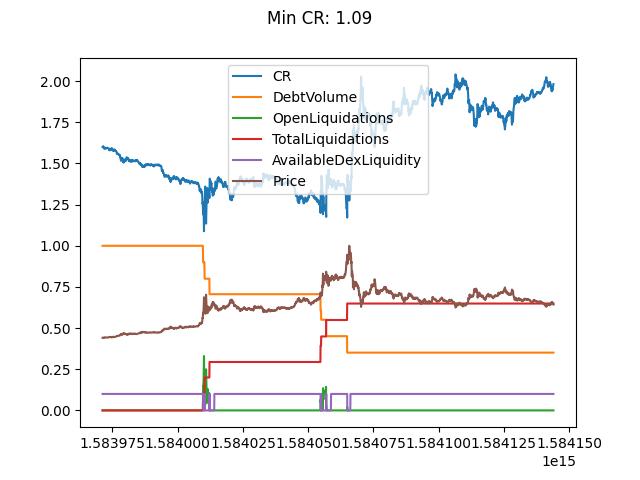 Min CR: 1.09
CR
DebtVolume
OpenLiquidations
TotalLiquidations
AvailableDexLiquidity
Price
2.00
1.75
1.50
1.25
1.00
0.75
0.50
0.25
0.00
1.583975 1.584000 1.584025 1.584050 1.584075 1.584100 1.584125 1.584150
1e15